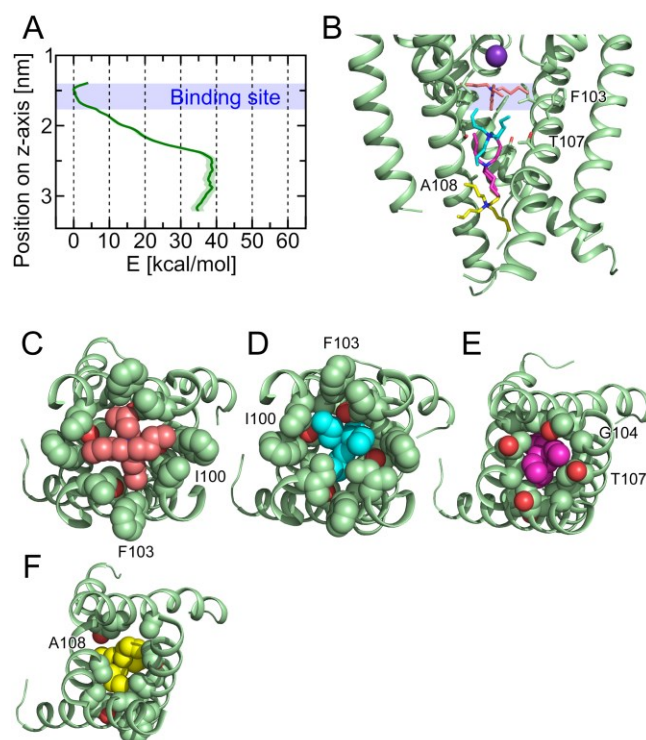 A
Position on z-axis [nm]
1
2
3
Binding site
0 10 20 30 40 50 60
E [kcal/mol]
B
F103
T107
A108
C
I100
F103
D
F103
I100
E
G104
T107
F
A108